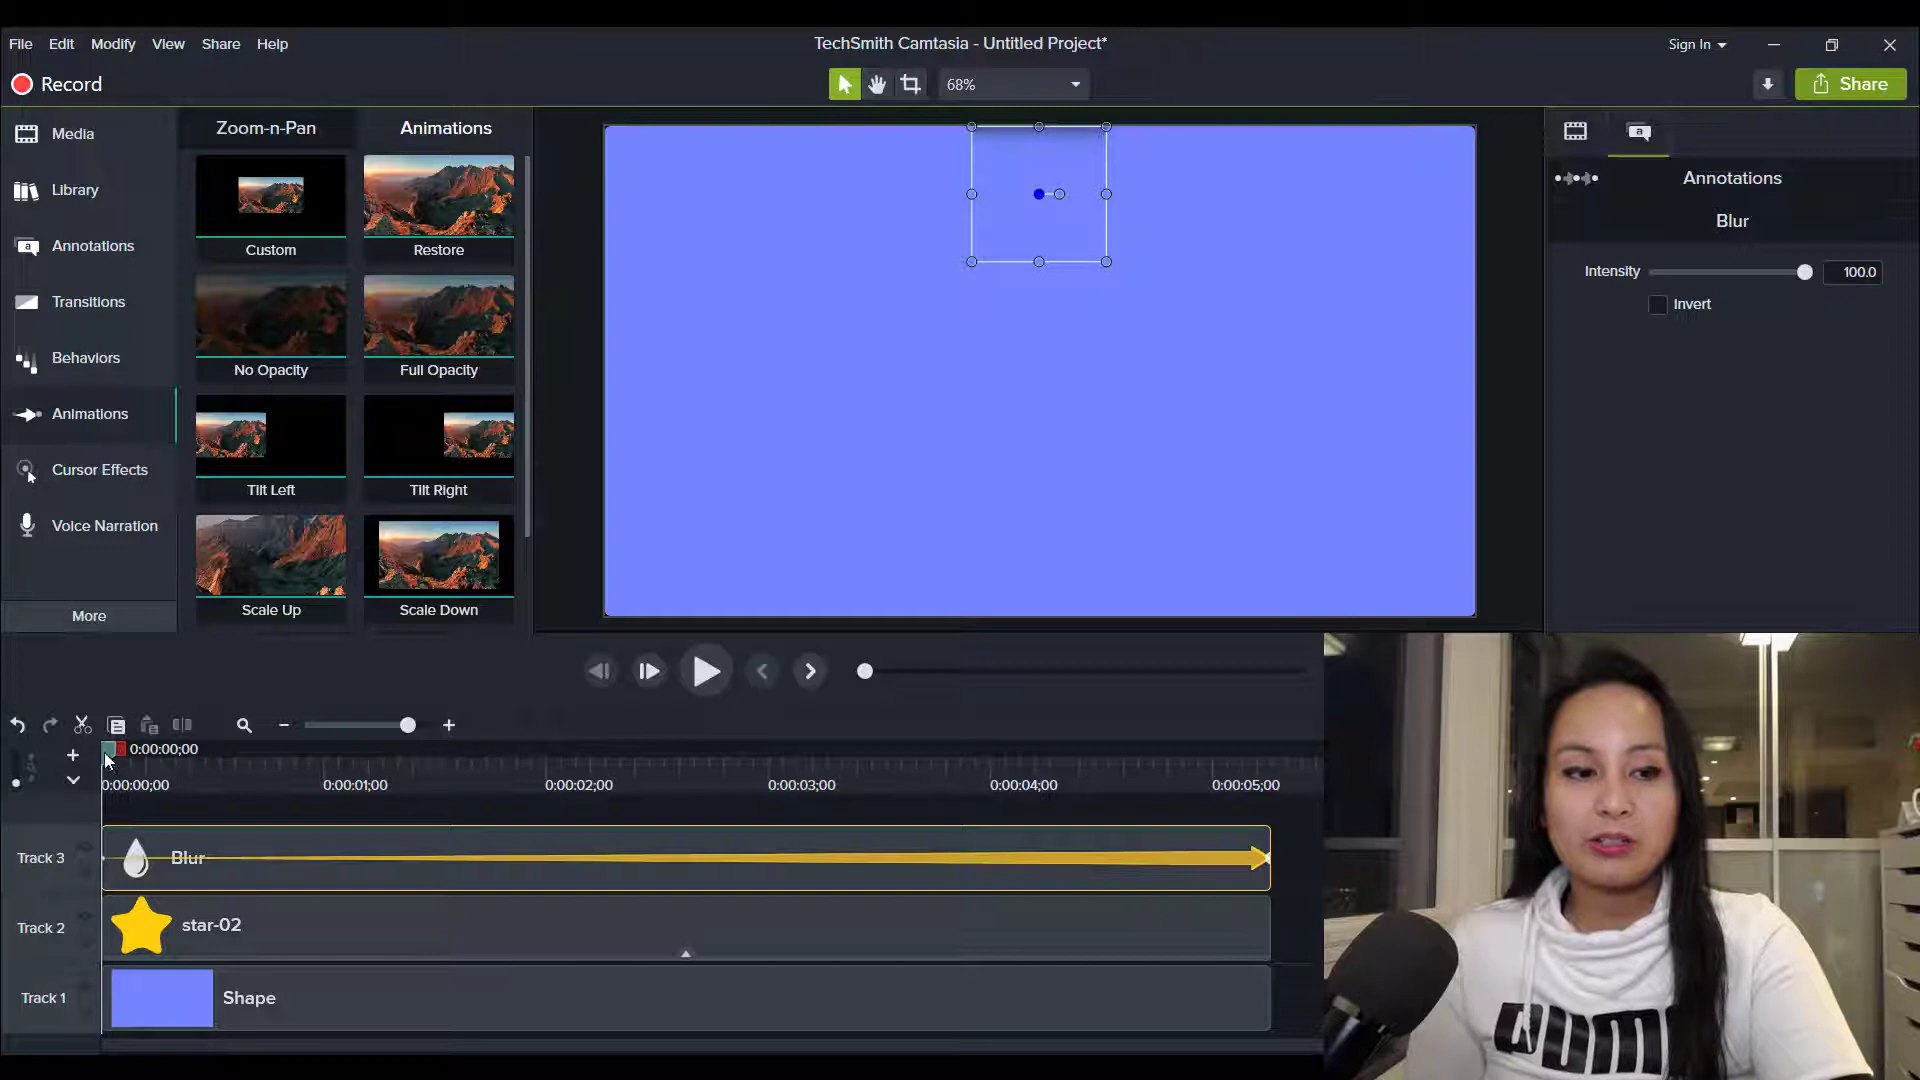 File Edit Modify View Share Help
TechSmith Camtasia - Untitled Project*
Sign In
Record
68%
Share
Media
Library
Annotations
Transitions
Behaviors
Animations
Cursor Effects
Voice Narration
More
Zoom-n-Pan Animations
Custom Restore
No Opacity Full Opacity
Tilt Left Tilt Right
Scale Up Scale Down
a
Annotations
Blur
Intensity 100.0
Invert
0:00:00;00
0:00:00;00 0:00:01;00 0:00:02;00 0:00:03;00 0:00:04;00 0:00:05;00
Track 3 Blur
Track 2 star-02
Track 1 Shape
PUMA